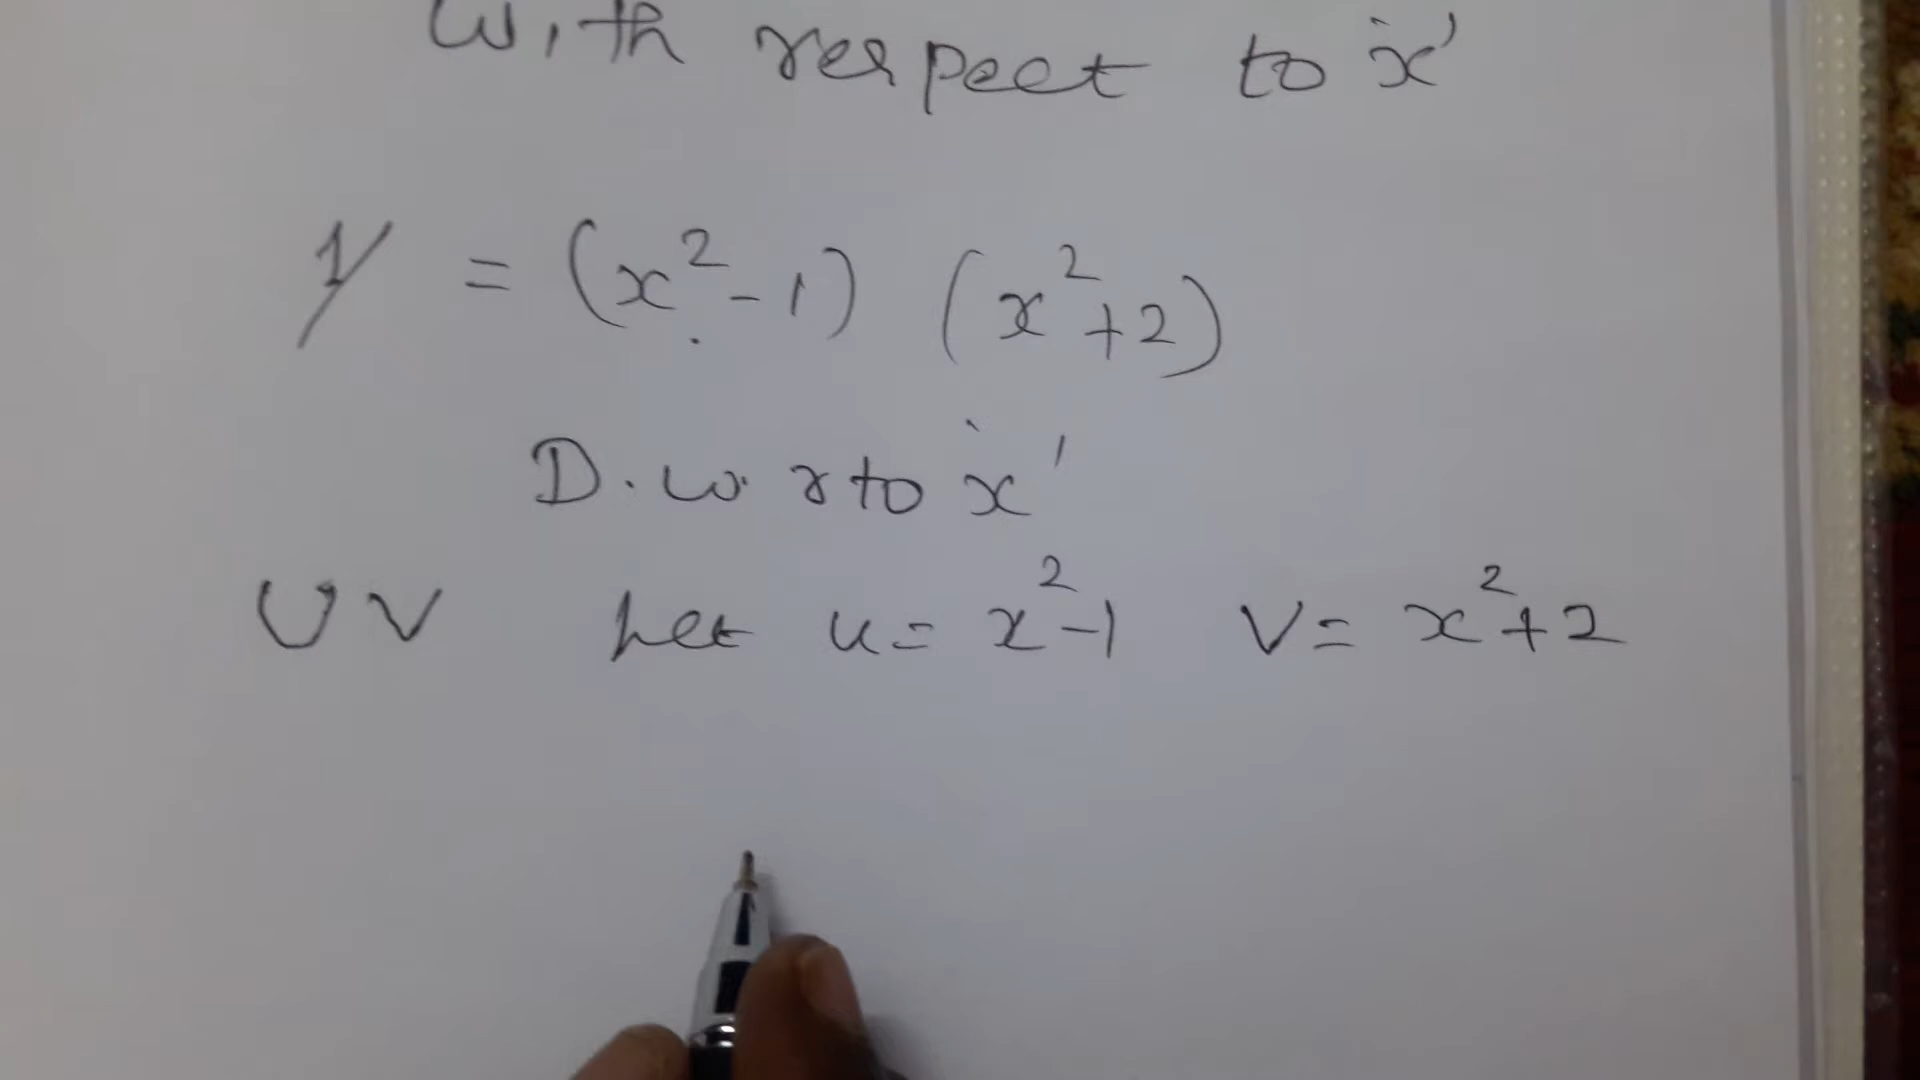 With respect to 'x'
y = (x² - 1) (x² + 2)
D.w.r to 'x'
UV Let u = x² - 1 V = x² + 2